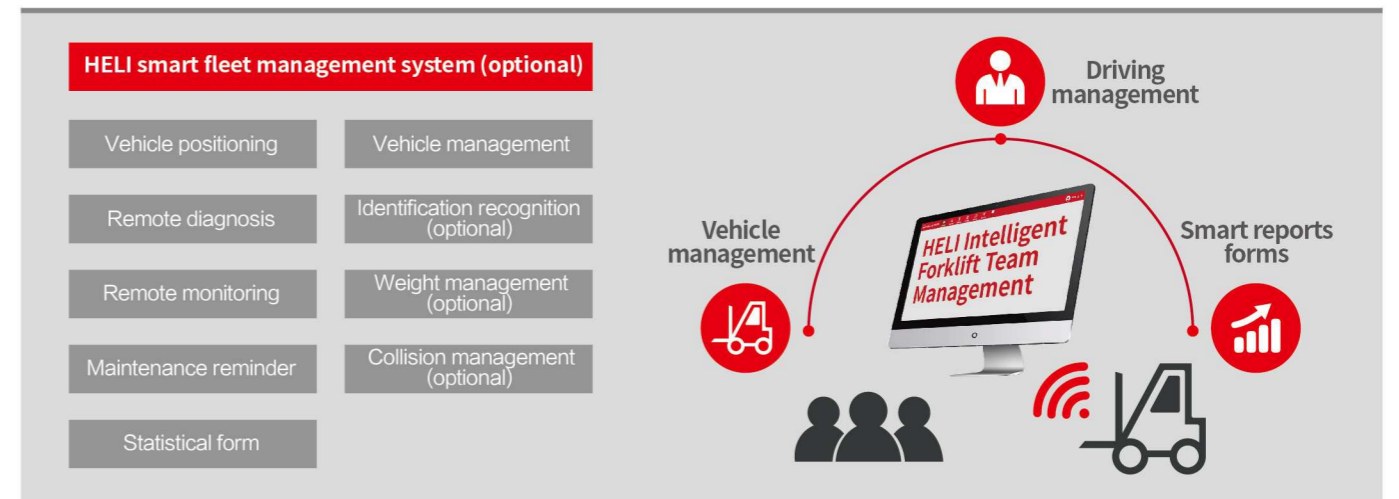 HELI smart fleet management system (optional)
Vehicle positioning
Vehicle management
Remote diagnosis
Identification recognition
(optional)
Remote monitoring
Weight management
(optional)
Maintenance reminder
Collision management
(optional)
Statistical form
Driving
management
Vehicle
management
HELI Intelligent
Forklift Team
Management
Smart reports
forms